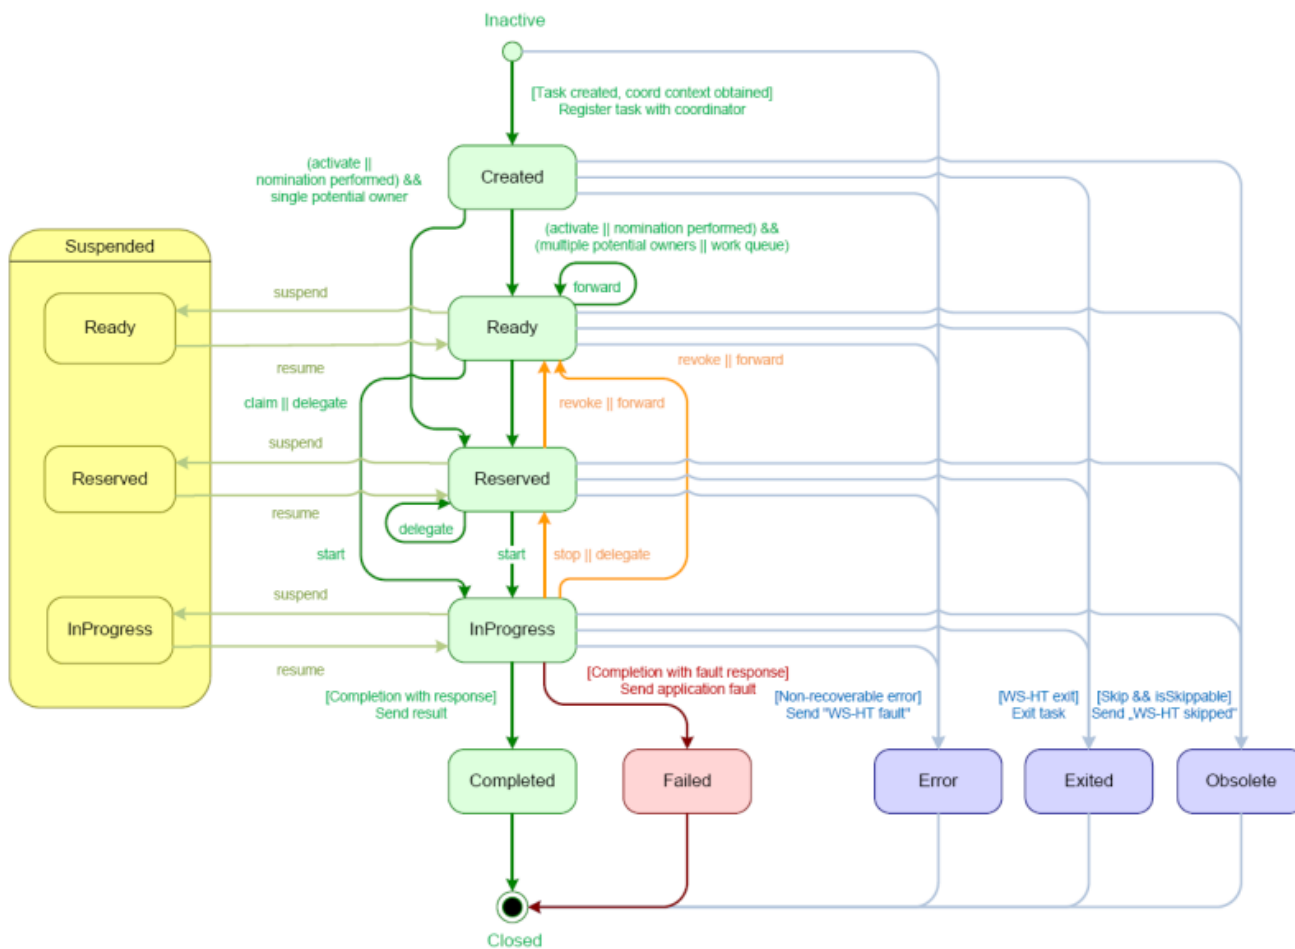 Inactive
[Task created, coord context obtained]
Register task with coordinator
(activate ||
nomination performed) &&
single potential owner
Created
(activate || nomination performed) &&
(multiple potential owners || work queue)
Suspended
forward
suspend
Ready
Ready
resume
revoke || forward
claim || delegate
revoke || forward
suspend
Reserved
Reserved
resume
delegate
start
start
stop || delegate
suspend
InProgress
InProgress
resume
[Completion with response]
Send result
[Completion with fault response]
Send application fault
[Non-recoverable error]
Send "WS-HT fault"
[WS-HT exit]
Exit task
[Skip && isSkippable]
Send „WS-HT skipped"
Completed
Failed
Error
Exited
Obsolete
Closed